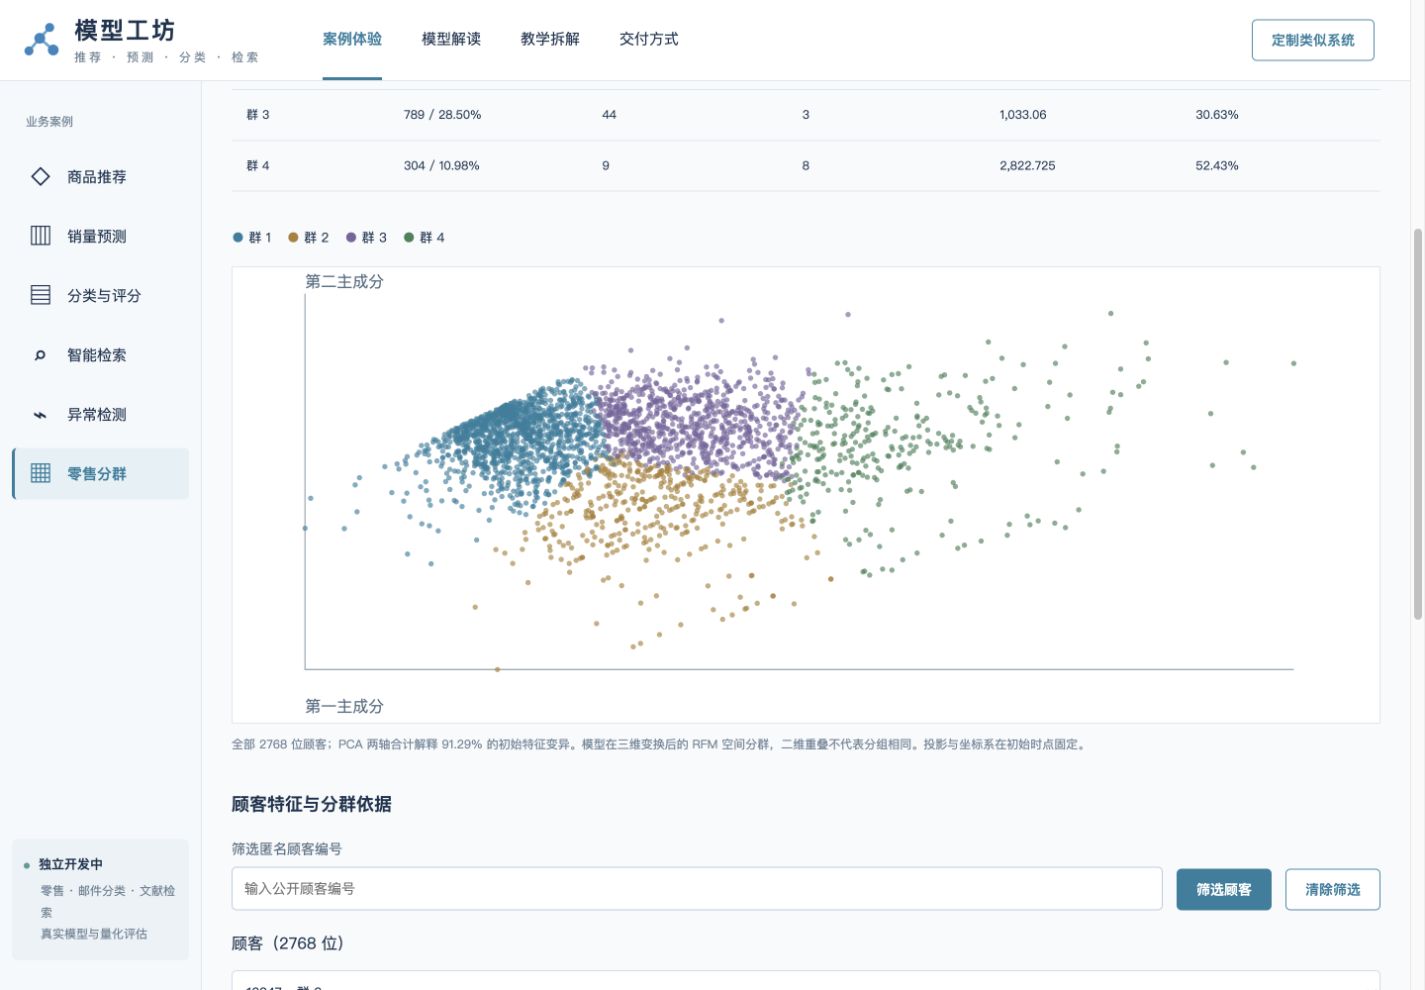 模型工坊
推荐 · 预测 · 分类 · 检索
案例体验
模型解读
教学拆解
交付方式
定制类似系统
业务案例
商品推荐
销量预测
分类与评分
智能检索
异常检测
零售分群
独立开发中
零售 · 邮件分类 · 文献检
索
真实模型与量化评估
群 3 789 / 28.50% 44 3 1,033.06 30.63%
群 4 304 / 10.98% 9 8 2,822.725 52.43%
群 1 群 2 群 3 群 4
第二主成分
第一主成分
全部 2768 位顾客；PCA 两轴合计解释 91.29% 的初始特征变异。模型在三维变换后的 RFM 空间分群，二维重叠不代表分组相同。投影与坐标系在初始时点固定。
顾客特征与分群依据
筛选匿名顾客编号
输入公开顾客编号
筛选顾客
清除筛选
顾客（2768 位）